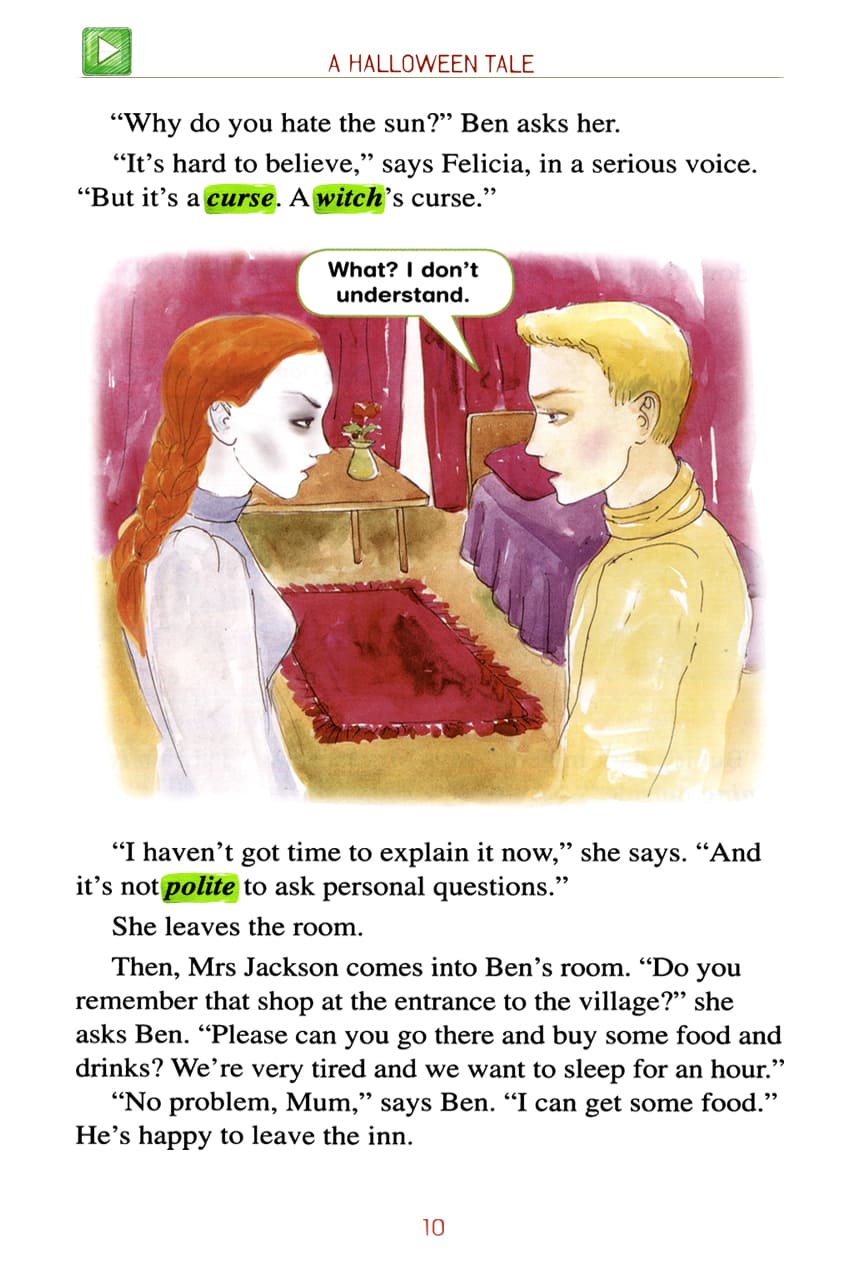 A HALLOWEEN TALE
“Why do you hate the sun?” Ben asks her.
“It’s hard to believe,” says Felicia, in a serious voice.
“But it’s a curse. A witch’s curse.”
What? I don’t
understand.
“I haven’t got time to explain it now,” she says. “And
it’s not polite to ask personal questions.”
She leaves the room.
Then, Mrs Jackson comes into Ben’s room. “Do you
remember that shop at the entrance to the village?” she
asks Ben. “Please can you go there and buy some food and
drinks? We’re very tired and we want to sleep for an hour.”
“No problem, Mum,” says Ben. “I can get some food.”
He’s happy to leave the inn.
10